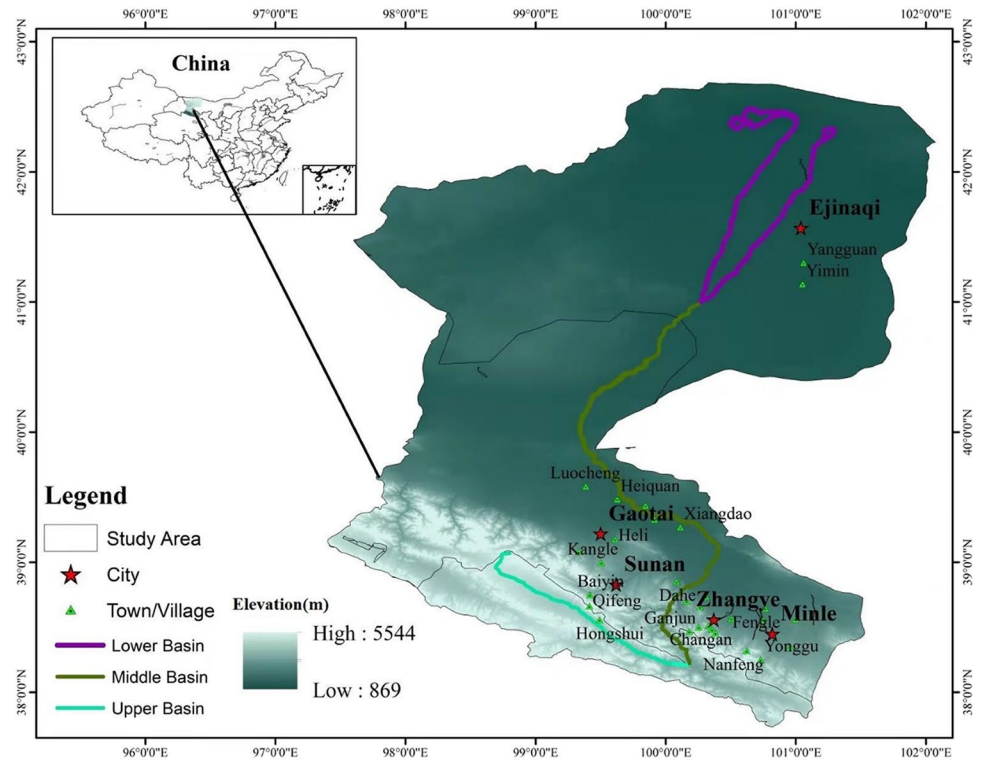 96°0'0"E 97°0'0"E 98°0'0"E 99°0'0"E 100°0'0"E 101°0'0"E 102°0'0"E
43°0'0"N
43°0'0"N
China
42°0'0"N
42°0'0"N
Ejinaqi
Yangguan
Yimin
41°0'0"N
41°0'0"N
40°0'0"N
40°0'0"N
Luocheng
Heiquan
Gaotai
Xiangdao
Heli
Kangle
39°0'0"N
39°0'0"N
Sunan
Baiyin
Qifeng
Dahe
Zhangye
Minle
Ganjun
Fengle
Hongshui
Changan
Yonggu
Nanfeng
38°0'0"N
38°0'0"N
Legend
Study Area
City
Town/Village
Lower Basin
Middle Basin
Upper Basin
Elevation(m)
High : 5544
Low : 869
96°0'0"E 97°0'0"E 98°0'0"E 99°0'0"E 100°0'0"E 101°0'0"E 102°0'0"E